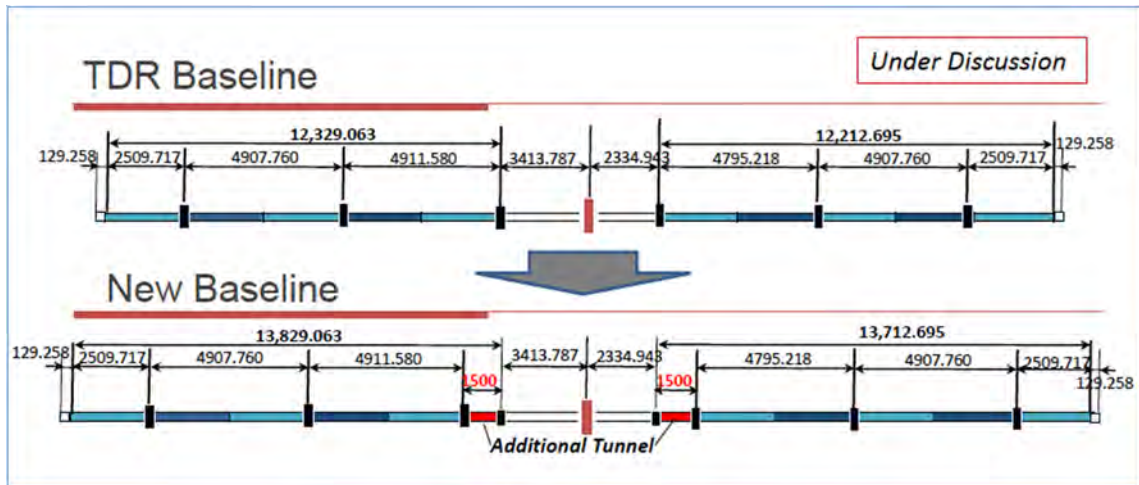 Under Discussion
TDR Baseline
12,329.063 12,212.695
129.258 2509.717 4907.760 4911.580 3413.787 2334.943 4795.218 4907.760 2509.717 129.258
New Baseline
13,829.063 13,712.695
129.258 2509.717 4907.760 4911.580 3413.787 2334.943 4795.218 4907.760 2509.717 129.258
1500 1500
Additional Tunnel